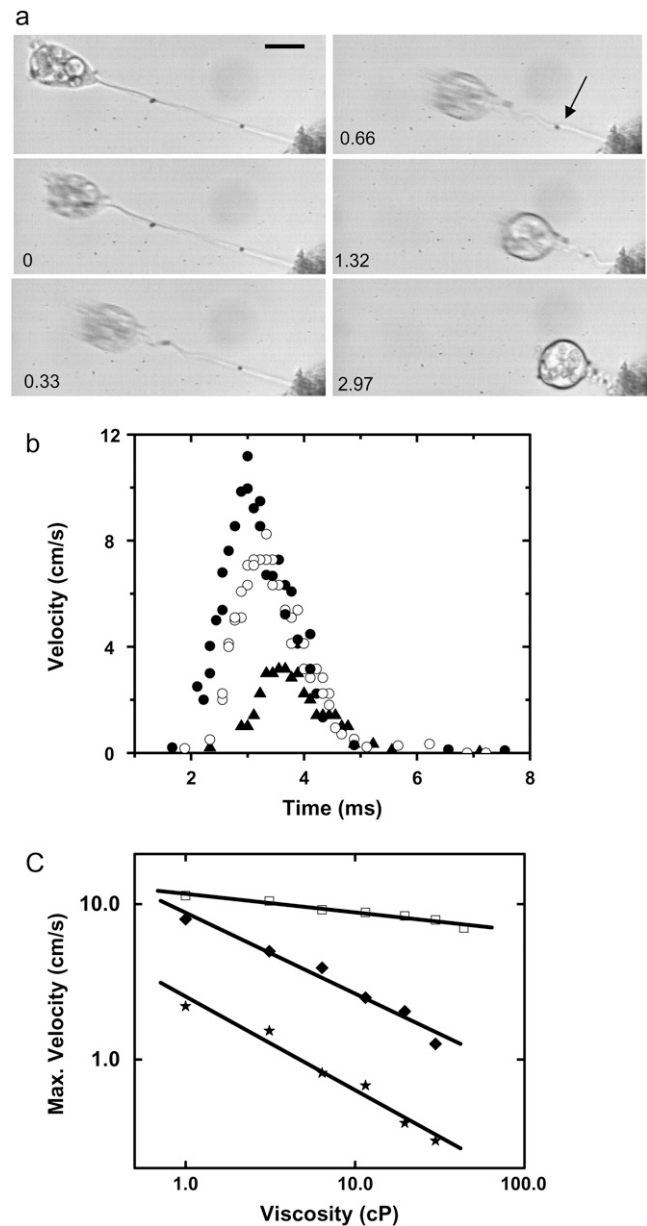 a
0
0.33
0.66
1.32
2.97
b
12
8
4
0
Velocity (cm/s)
2 4 6 8
Time (ms)
C
10.0
1.0
Max. Velocity (cm/s)
1.0 10.0 100.0
Viscosity (cP)